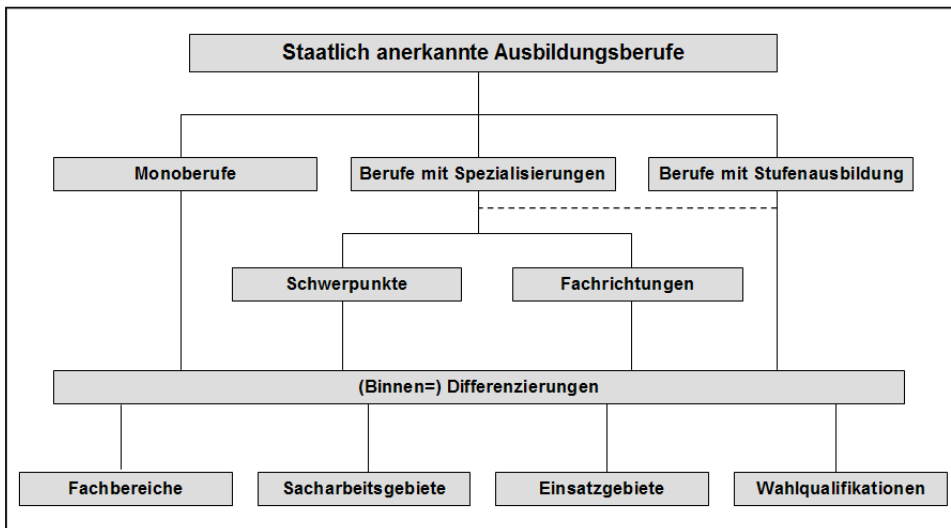 Staatlich anerkannte Ausbildungsberufe
Monoberufe
Berufe mit Spezialisierungen
Berufe mit Stufenausbildung
Schwerpunkte
Fachrichtungen
(Binnen=) Differenzierungen
Fachbereiche
Sacharbeitsgebiete
Einsatzgebiete
Wahlqualifikationen